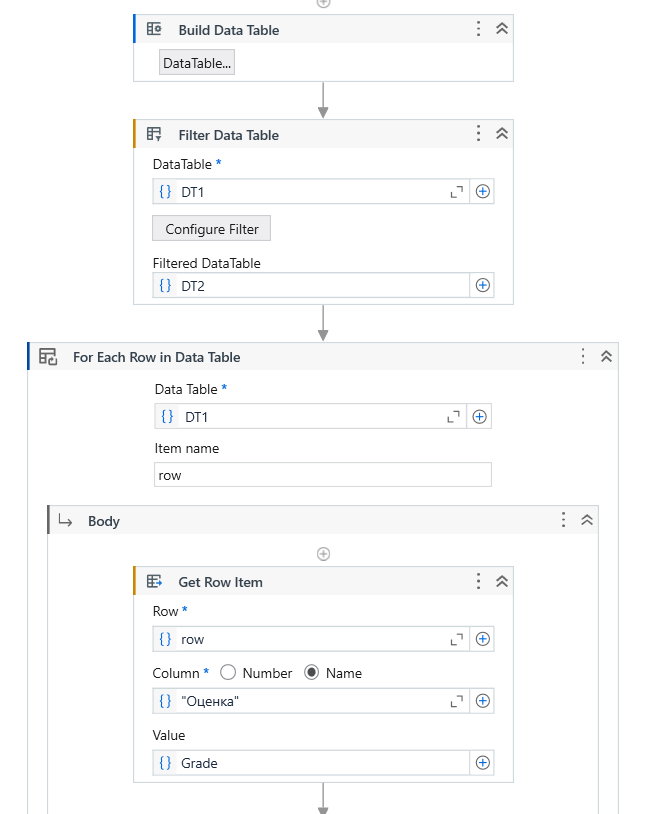 Build Data Table
DataTable...
Filter Data Table
DataTable *
{} DT1
Configure Filter
Filtered DataTable
{} DT2
For Each Row in Data Table
Data Table *
{} DT1
Item name
row
Body
Get Row Item
Row *
{} row
Column * Number Name
{} "Оценка"
Value
{} Grade